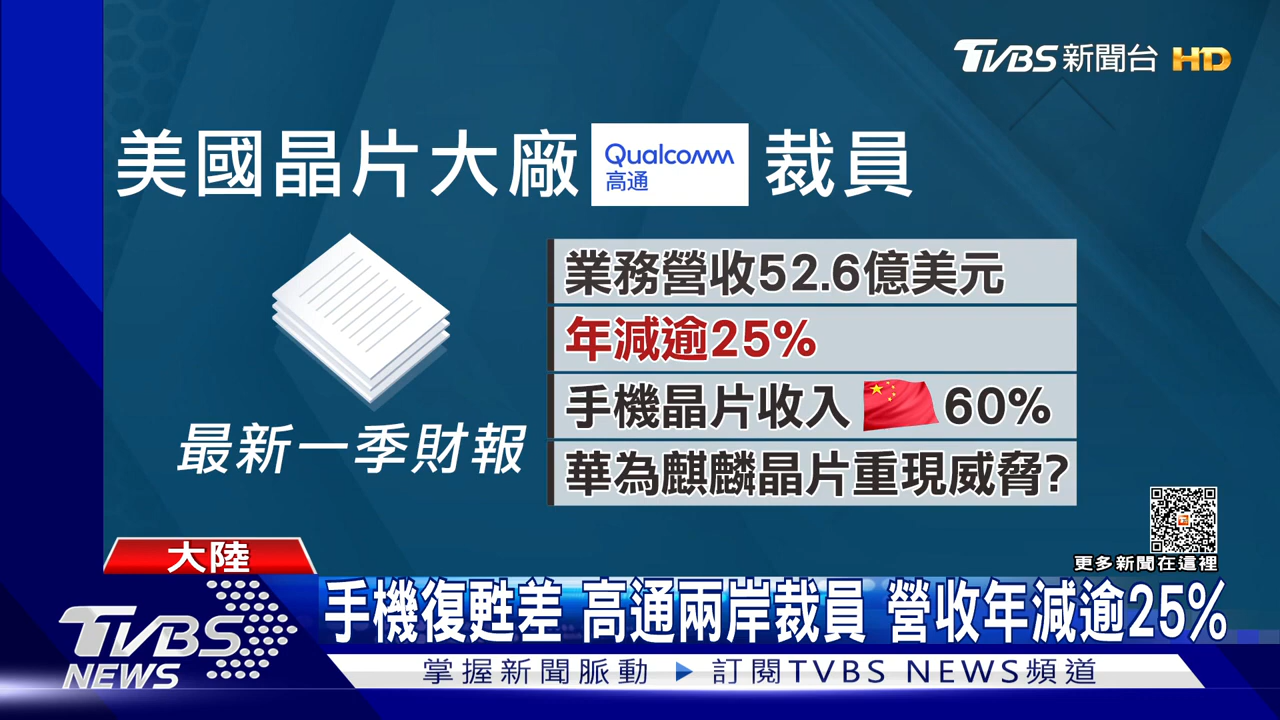 TVBS新聞台 HD
美國晶片大廠 Qualcomm 高通 裁員
業務營收52.6億美元
年減逾25%
手機晶片收入 60%
華為麒麟晶片重現威脅?
最新一季財報
更多新聞在這裡
大陸
手機復甦差 高通兩岸裁員 營收年減逾25%
TVBS NEWS
掌握新聞脈動 ▶ 訂閱TVBS NEWS頻道